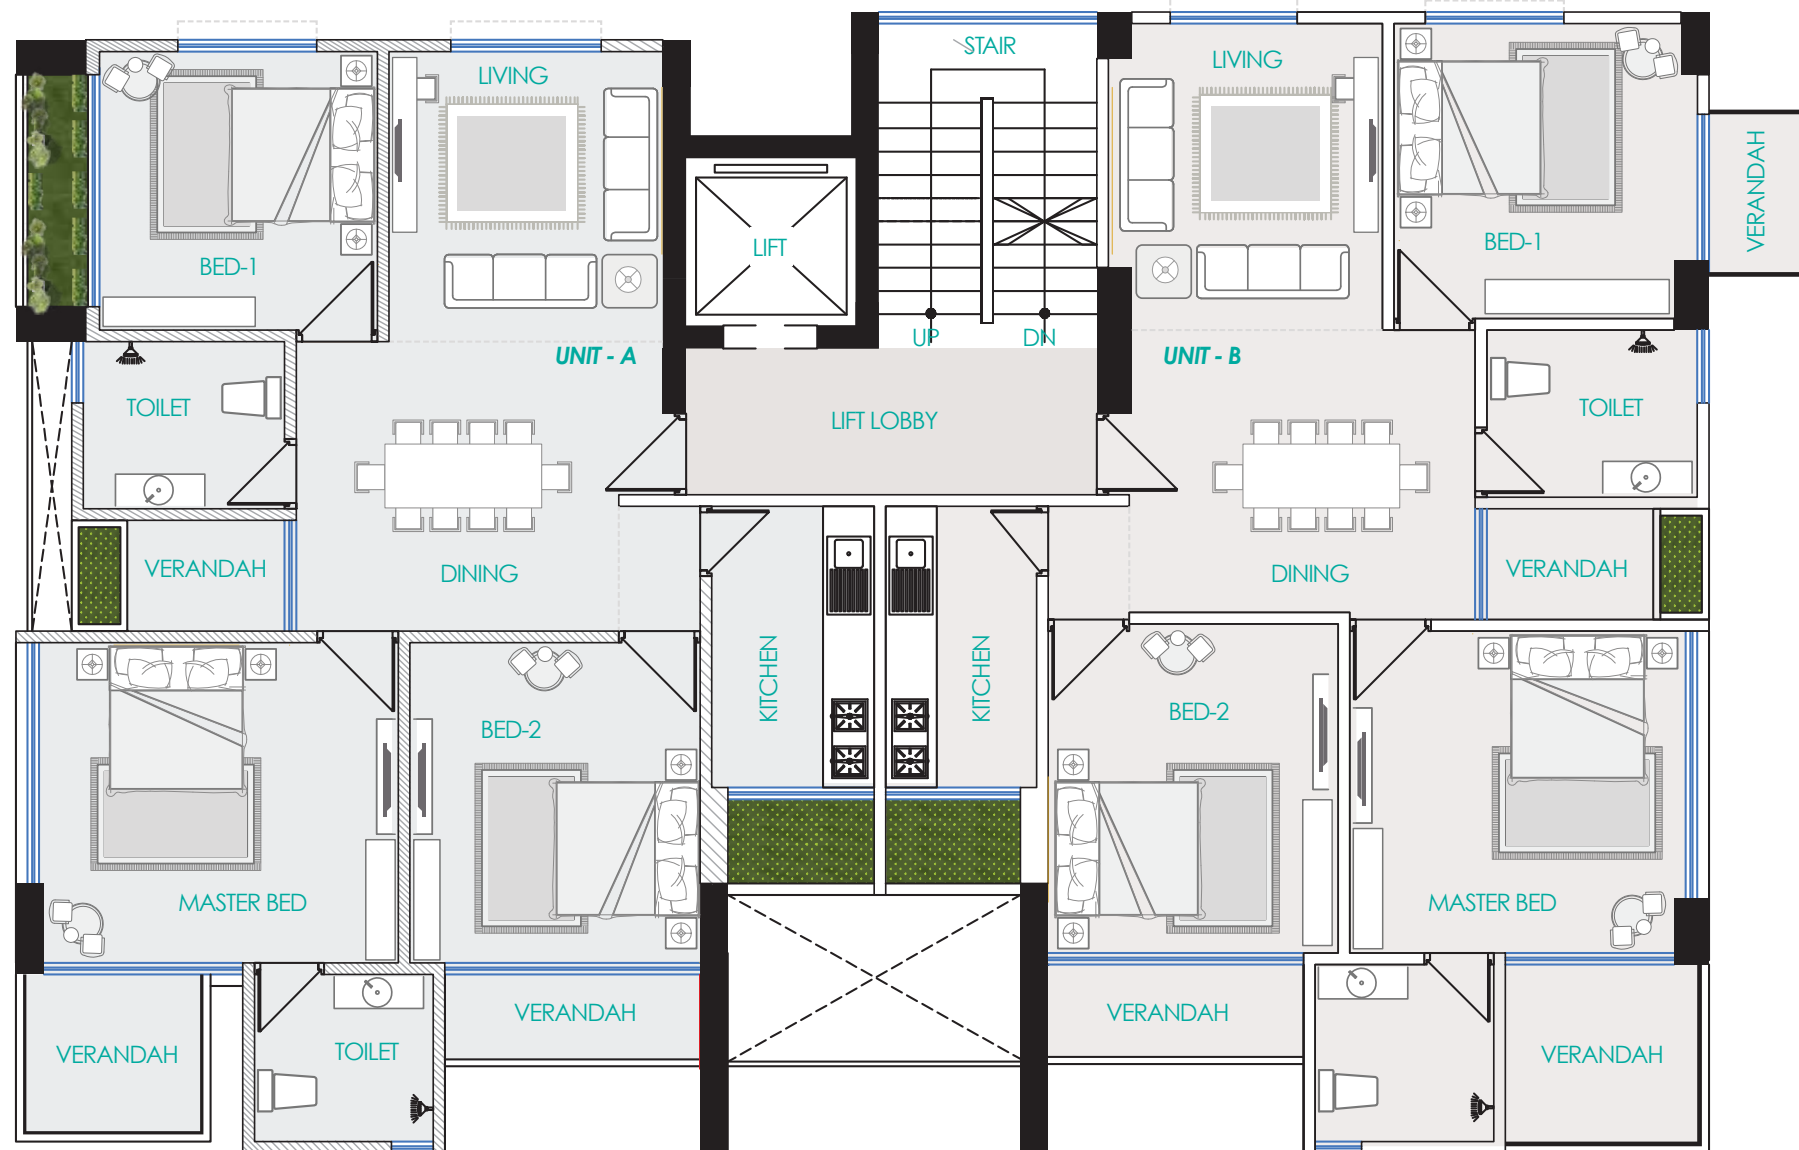 STAIR
LIVING
LIVING
VERANDAH
BED-1
LIFT
BED-1
UP
DN
UNIT - A
UNIT - B
TOILET
LIFT LOBBY
TOILET
VERANDAH
DINING
DINING
VERANDAH
KITCHEN
KITCHEN
BED-2
BED-2
MASTER BED
MASTER BED
VERANDAH
VERANDAH
VERANDAH
TOILET
VERANDAH